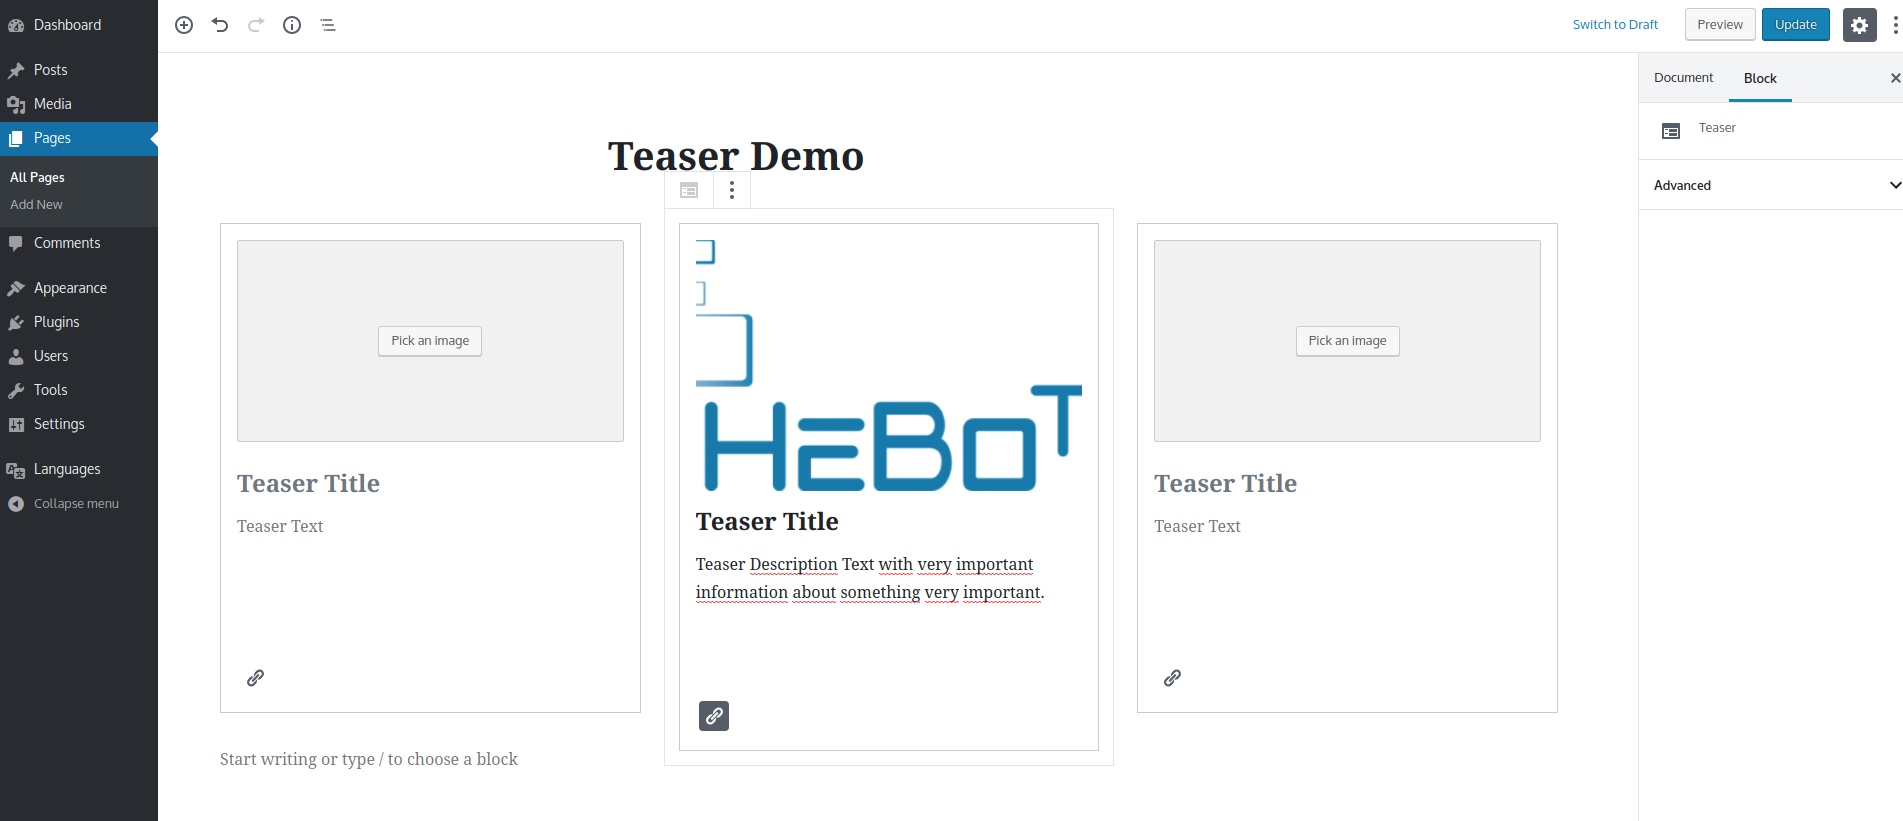 Dashboard
Posts
Media
Pages
All Pages
Add New
Comments
Appearance
Plugins
Users
Tools
Settings
Languages
Collapse menu
Switch to Draft
Preview
Update
Document
Block
Teaser
Advanced
Teaser Demo
Pick an image
Teaser Title
Teaser Text
HEBOT
Teaser Title
Teaser Description Text with very important
information about something very important.
Pick an image
Teaser Title
Teaser Text
Start writing or type / to choose a block